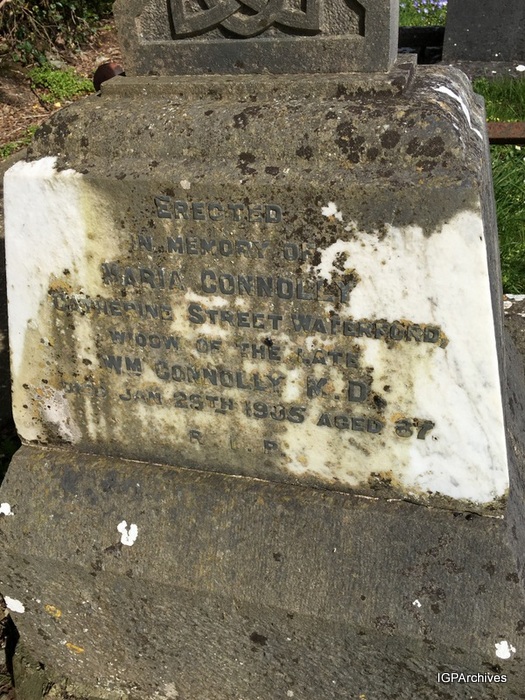 ERECTED
IN MEMORY OF
MARIA CONNOLLY
CATHERINE STREET WATERFORD
WIDOW OF THE LATE
WM CONNOLLY M.D.
DIED JAN. 25TH 1905 AGED 67
R.I.P.
IGPArchives